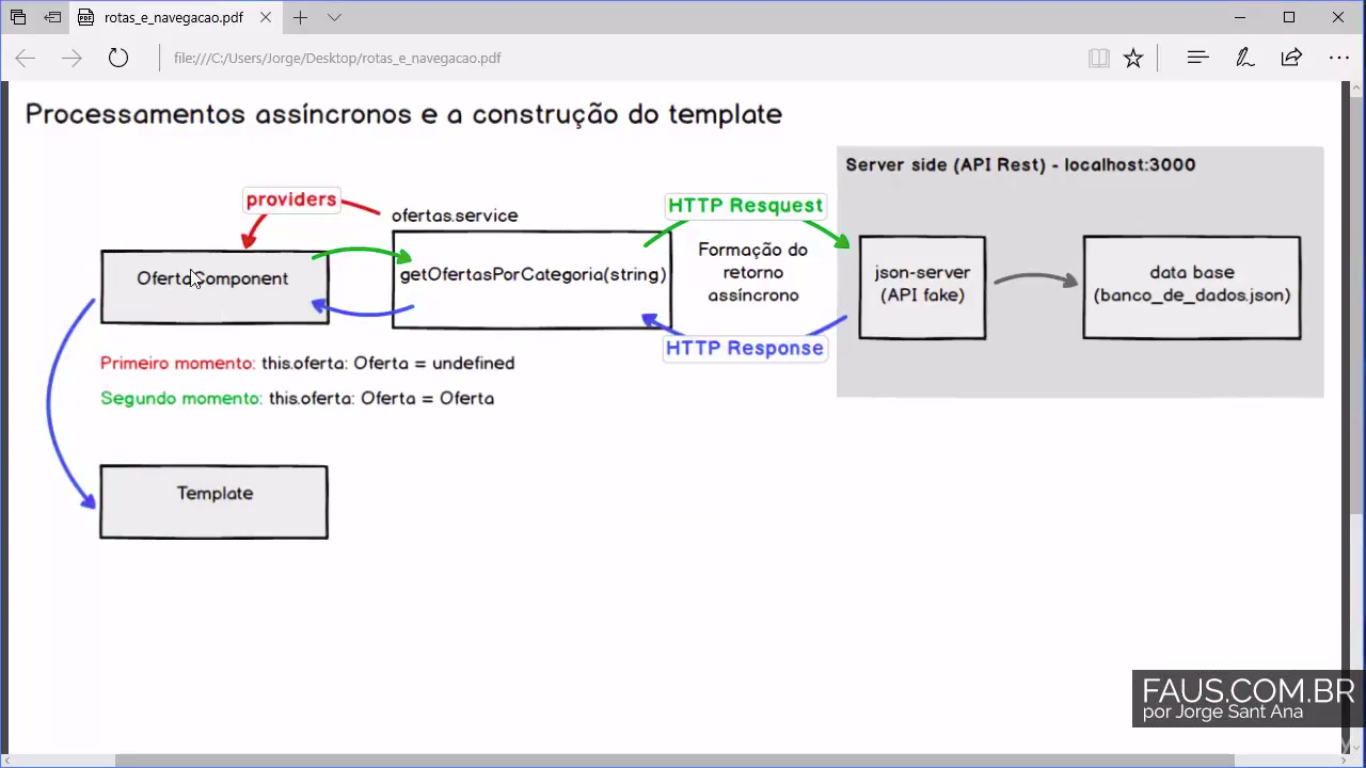 rotas_e_navegacao.pdf
file:///C:/Users/Jorge/Desktop/rotas_e_navegacao.pdf
Processamentos assíncronos e a construção do template
Server side (API Rest) - localhost:3000
providers
ofertas.service
HTTP Resquest
OfertaComponent
getOfertasPorCategoria(string)
Formação do
retorno
assíncrono
json-server
(API fake)
data base
(banco_de_dados.json)
HTTP Response
Primeiro momento: this.oferta: Oferta = undefined
Segundo momento: this.oferta: Oferta = Oferta
Template
FAUS.COM.BR
por Jorge Sant Ana